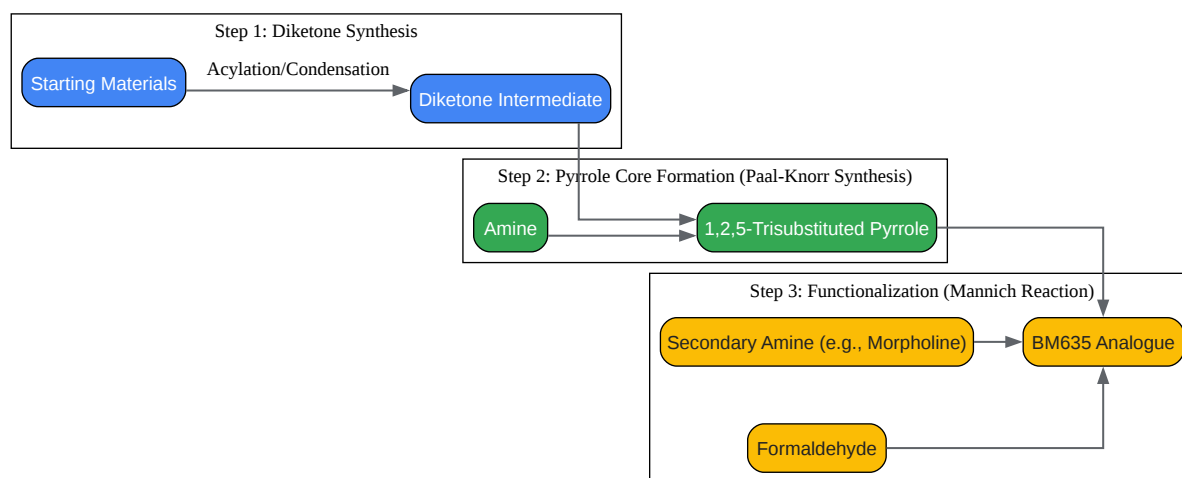 Step 1: Diketone Synthesis
Starting Materials
Acylation/Condensation
Diketone Intermediate
Step 2: Pyrrole Core Formation (Paal-Knorr Synthesis)
Amine
1,2,5-Trisubstituted Pyrrole
Step 3: Functionalization (Mannich Reaction)
Secondary Amine (e.g., Morpholine)
BM635 Analogue
Formaldehyde